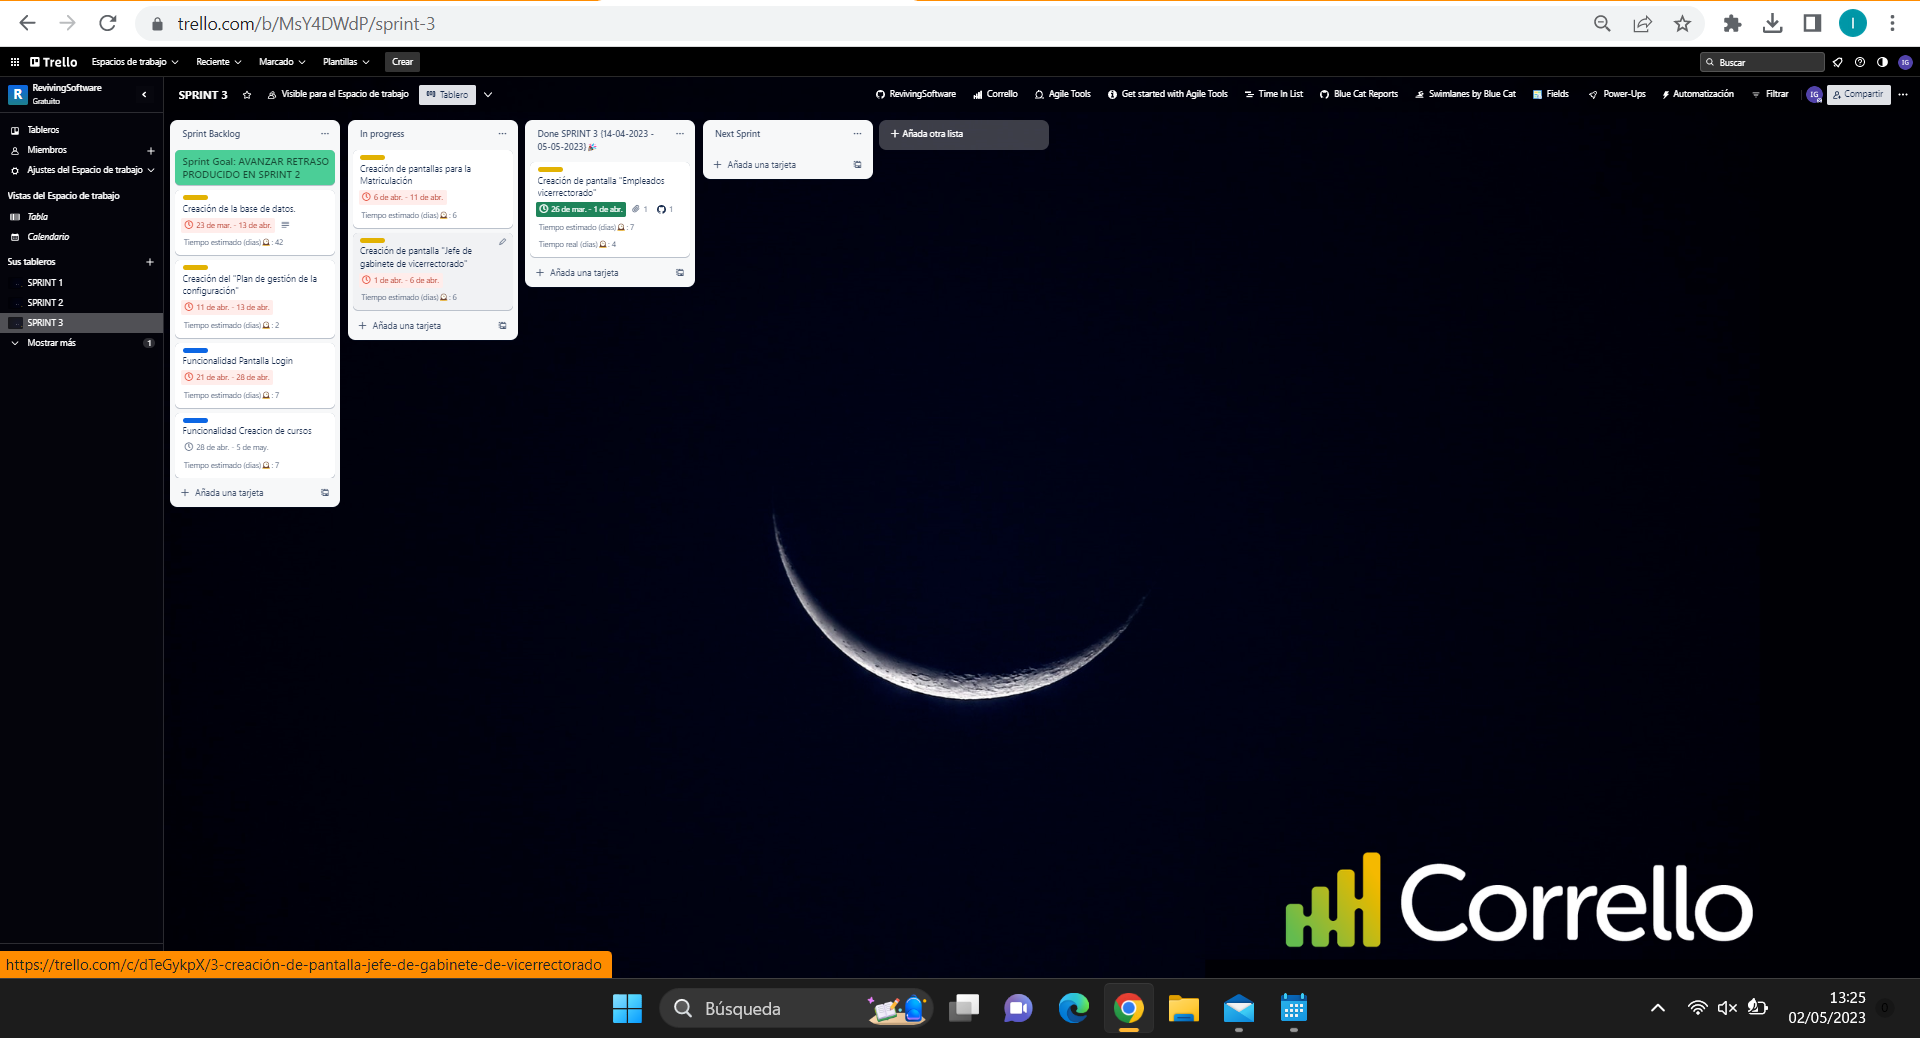 trello.com/b/MsY4DWdP/sprint-3
I
Trello
Espacios de trabajo
Reciente
Marcado
Plantillas
Crear
Buscar
IG
R
RevivingSoftware
Gratuito
SPRINT 3
Visible para el Espacio de trabajo
Tablero
RevivingSoftware
Corrello
Agile Tools
Get started with Agile Tools
Time In List
Blue Cat Reports
Swimlanes by Blue Cat
Fields
Power-Ups
Automatización
Filtrar
IG
Compartir
Tableros
Miembros
Ajustes del Espacio de trabajo
Vistas del Espacio de trabajo
Tabla
Calendario
Sus tableros
SPRINT 1
SPRINT 2
SPRINT 3
Mostrar más
1
Sprint Backlog
Sprint Goal: AVANZAR RETRASO
PRODUCIDO EN SPRINT 2
Creación de la base de datos.
23 de mar. - 13 de abr.
Tiempo estimado (días) : 42
Creación del "Plan de gestión de la
configuración"
11 de abr. - 13 de abr.
Tiempo estimado (días) : 2
Funcionalidad Pantalla Login
21 de abr. - 28 de abr.
Tiempo estimado (días) : 7
Funcionalidad Creacion de cursos
28 de abr. - 5 de may.
Tiempo estimado (días) : 7
Añada una tarjeta
In progress
Creación de pantallas para la
Matriculación
6 de abr. - 11 de abr.
Tiempo estimado (días) : 6
Creación de pantalla "Jefe de
gabinete de vicerrectorado"
1 de abr. - 6 de abr.
Tiempo estimado (días) : 6
Añada una tarjeta
Done SPRINT 3 (14-04-2023 -
05-05-2023)🎉
Creación de pantalla "Empleados
vicerrectorado"
26 de mar. - 1 de abr.
1
1
Tiempo estimado (días) : 7
Tiempo real (días) : 4
Añada una tarjeta
Next Sprint
Añada una tarjeta
Añada otra lista
Corrello
https://trello.com/c/dTeGykpX/3-creación-de-pantalla-jefe-de-gabinete-de-vicerrectorado
Búsqueda
13:25
02/05/2023
0